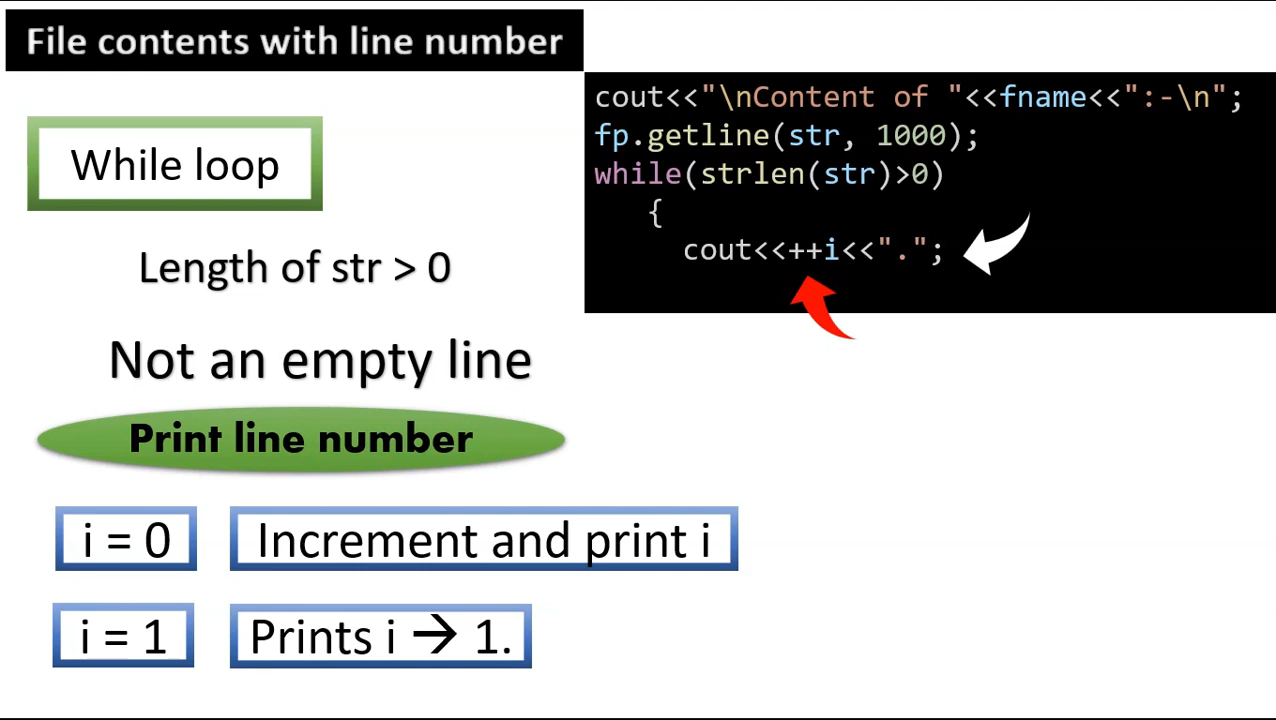 File contents with line number
cout<<"\nContent of "<<fname<<":-\n";
fp.getline(str, 1000);
while(strlen(str)>0)
{
cout<<++i<<".";
While loop
Length of str > 0
Not an empty line
Print line number
i = 0
Increment and print i
i = 1
Prints i → 1.